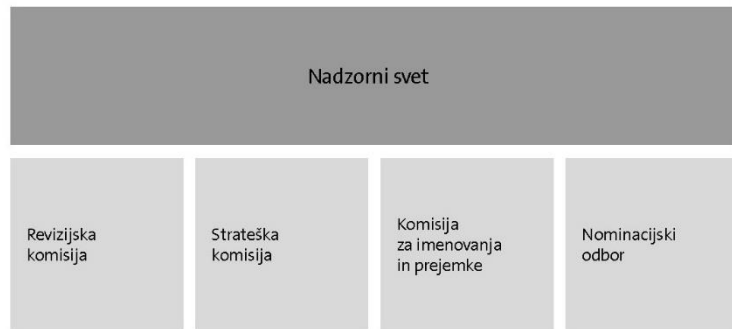 Nadzorni svet
Revizijska
komisija
Strateška
komisija
Komisija
za imenovanja
in prejemke
Nominacijski
odbor